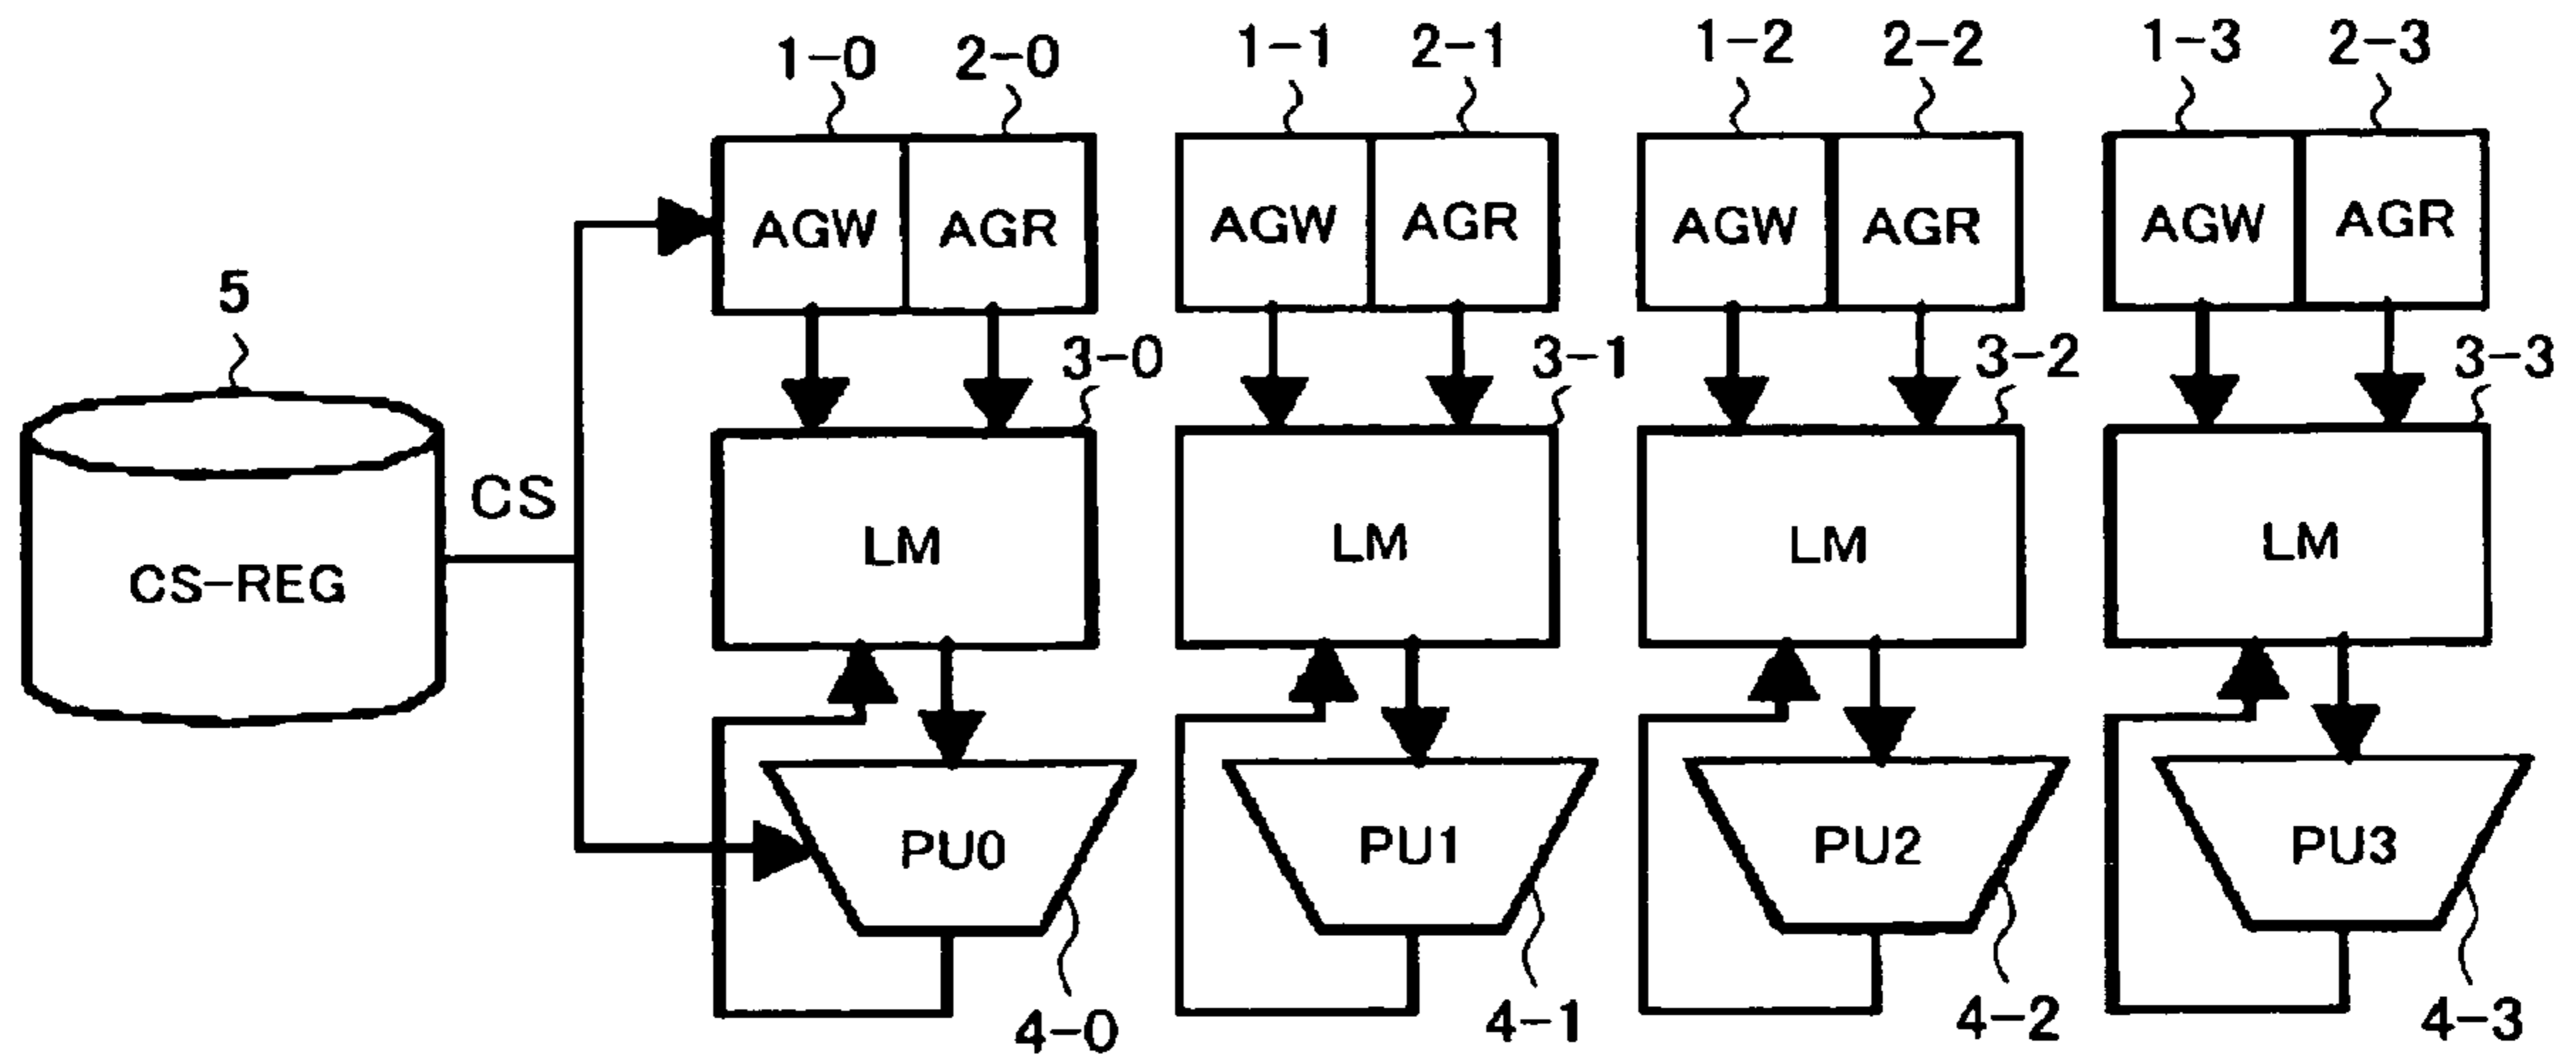 1-0 2-0 1-1 2-1 1-2 2-2 1-3 2-3
AGW AGR AGW AGR AGW AGR AGW AGR
5
3-0 3-1 3-2 3-3
CS
LM LM LM LM
CS-REG
PU0 PU1 PU2 PU3
4-0 4-1 4-2 4-3